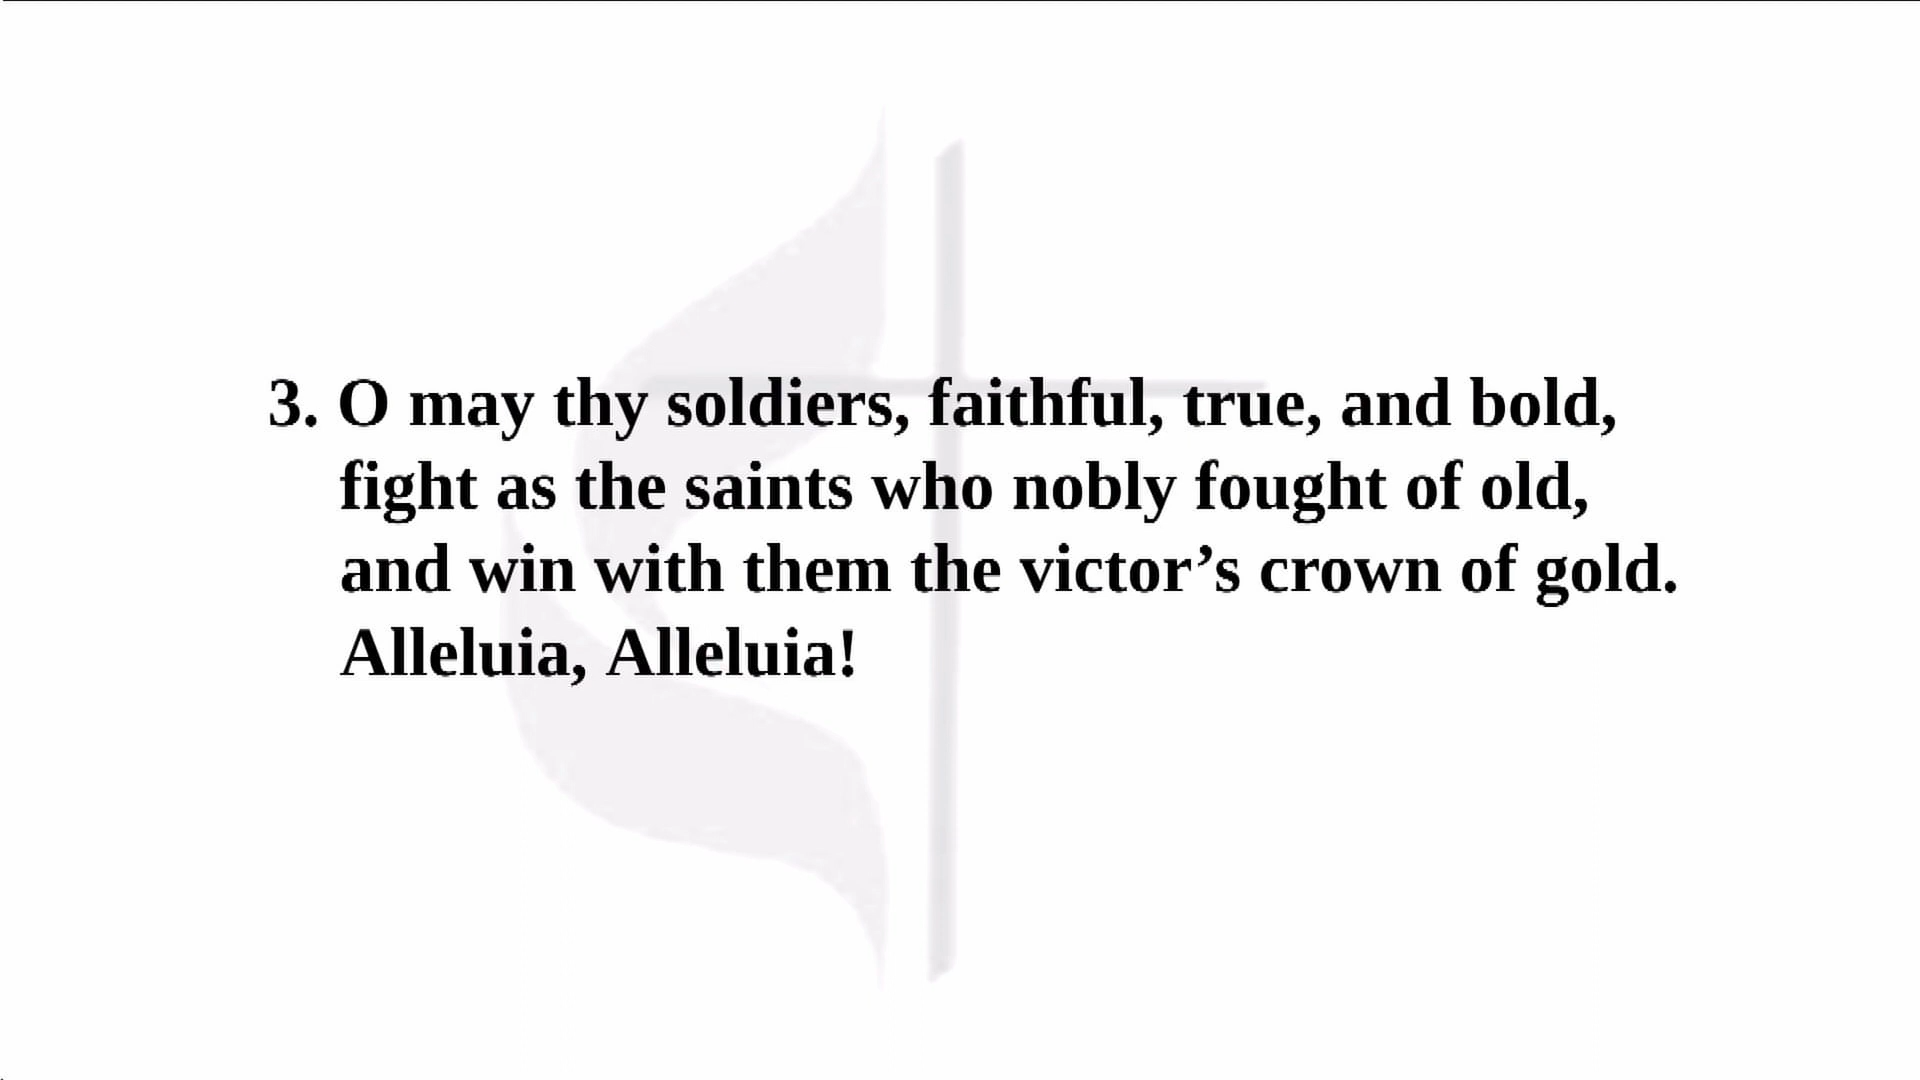 3. O may thy soldiers, faithful, true, and bold,
fight as the saints who nobly fought of old,
and win with them the victor’s crown of gold.
Alleluia, Alleluia!